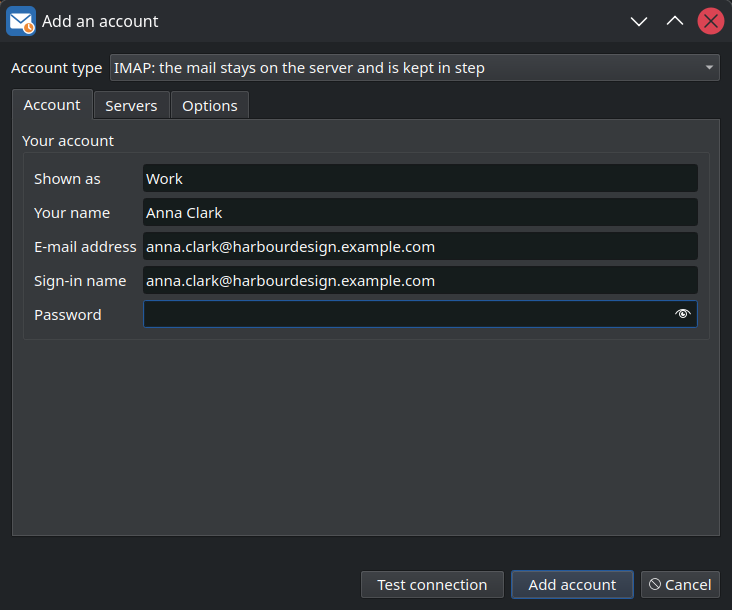 Add an account
Account type IMAP: the mail stays on the server and is kept in step
Account Servers Options
Your account
Shown as Work
Your name Anna Clark
E-mail address anna.clark@harbourdesign.example.com
Sign-in name anna.clark@harbourdesign.example.com
Password
Test connection Add account Cancel